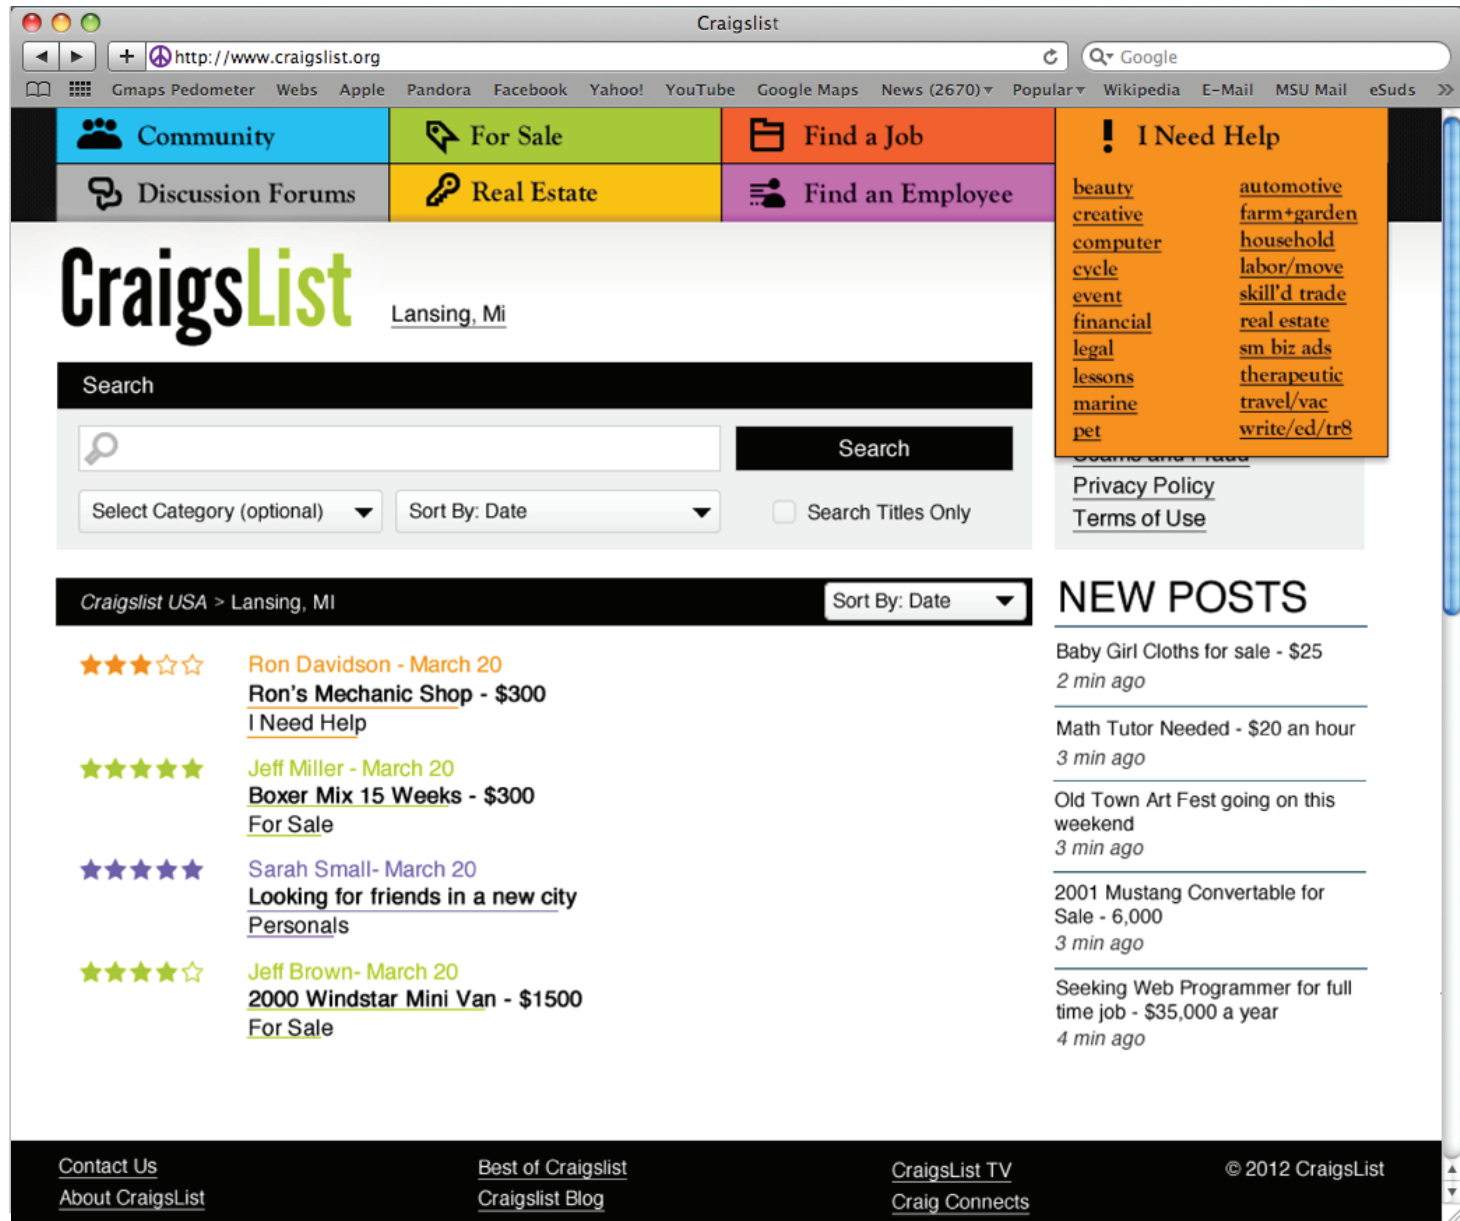 Craigslist
http://www.craigslist.org
Google
Gmaps Pedometer Webs Apple Pandora Facebook Yahoo! YouTube Google Maps News (2670) Popular Wikipedia E-Mail MSU Mail eSuds
Community
For Sale
Find a Job
I Need Help
Discussion Forums
Real Estate
Find an Employee
beauty
creative
computer
cycle
event
financial
legal
lessons
marine
pet
automotive
farm+garden
household
labor/move
skill'd trade
real estate
sm biz ads
therapeutic
travel/vac
write/ed/tr8
CraigsList
Lansing, Mi
Search
Search
Select Category (optional)
Sort By: Date
Search Titles Only
Scams and Fraud
Privacy Policy
Terms of Use
Craigslist USA > Lansing, MI
Sort By: Date
Ron Davidson - March 20
Ron's Mechanic Shop - $300
I Need Help
Jeff Miller - March 20
Boxer Mix 15 Weeks - $300
For Sale
Sarah Small- March 20
Looking for friends in a new city
Personals
Jeff Brown- March 20
2000 Windstar Mini Van - $1500
For Sale
NEW POSTS
Baby Girl Cloths for sale - $25
2 min ago
Math Tutor Needed - $20 an hour
3 min ago
Old Town Art Fest going on this
weekend
3 min ago
2001 Mustang Convertable for
Sale - 6,000
3 min ago
Seeking Web Programmer for full
time job - $35,000 a year
4 min ago
Contact Us
About CraigsList
Best of Craigslist
Craigslist Blog
CraigsList TV
Craig Connects
© 2012 CraigsList